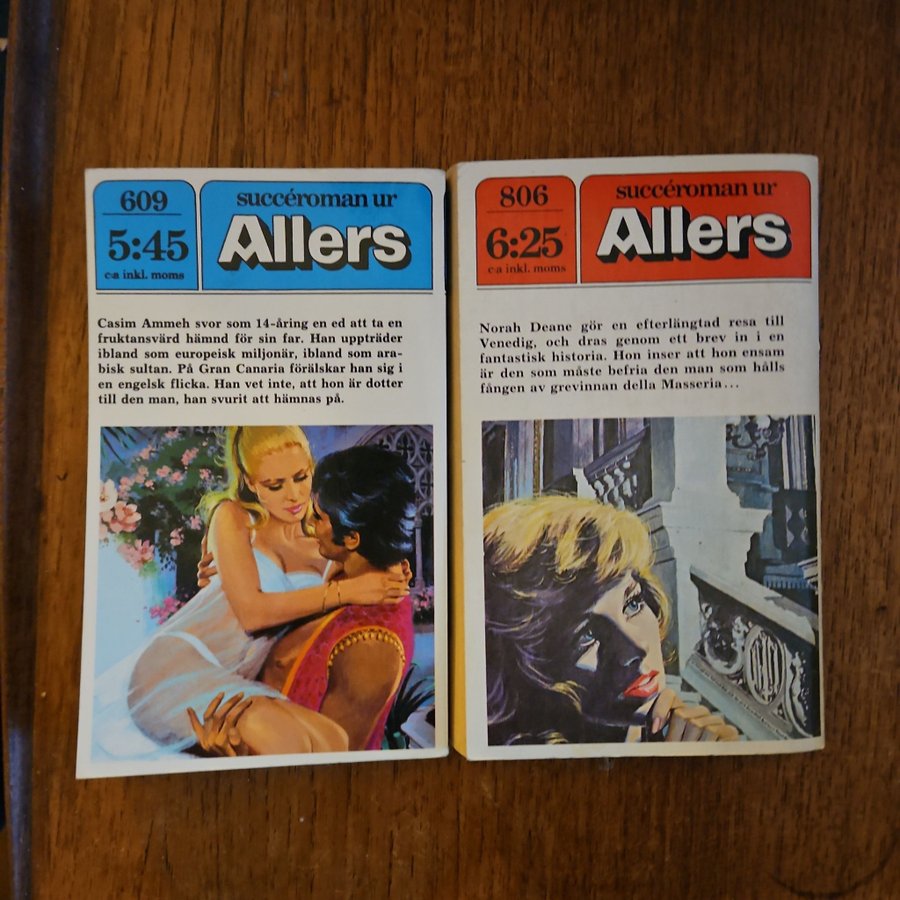 609
5:45
c:a inkl. moms
succéroman ur
Allers
Casim Ammeh svor som 14-åring en ed att ta en
fruktansvärd hämnd för sin far. Han uppträder
ibland som europeisk miljonär, ibland som ara-
bisk sultan. På Gran Canaria förälskar han sig i
en engelsk flicka. Han vet inte, att hon är dotter
till den man, han svurit att hämnas på.
806
6:25
c:a inkl. moms
succéroman ur
Allers
Norah Deane gör en efterlängtad resa till
Venedig, och dras genom ett brev in i en
fantastisk historia. Hon inser att hon ensam
är den som måste befria den man som hålls
fången av grevinnan della Masseria...